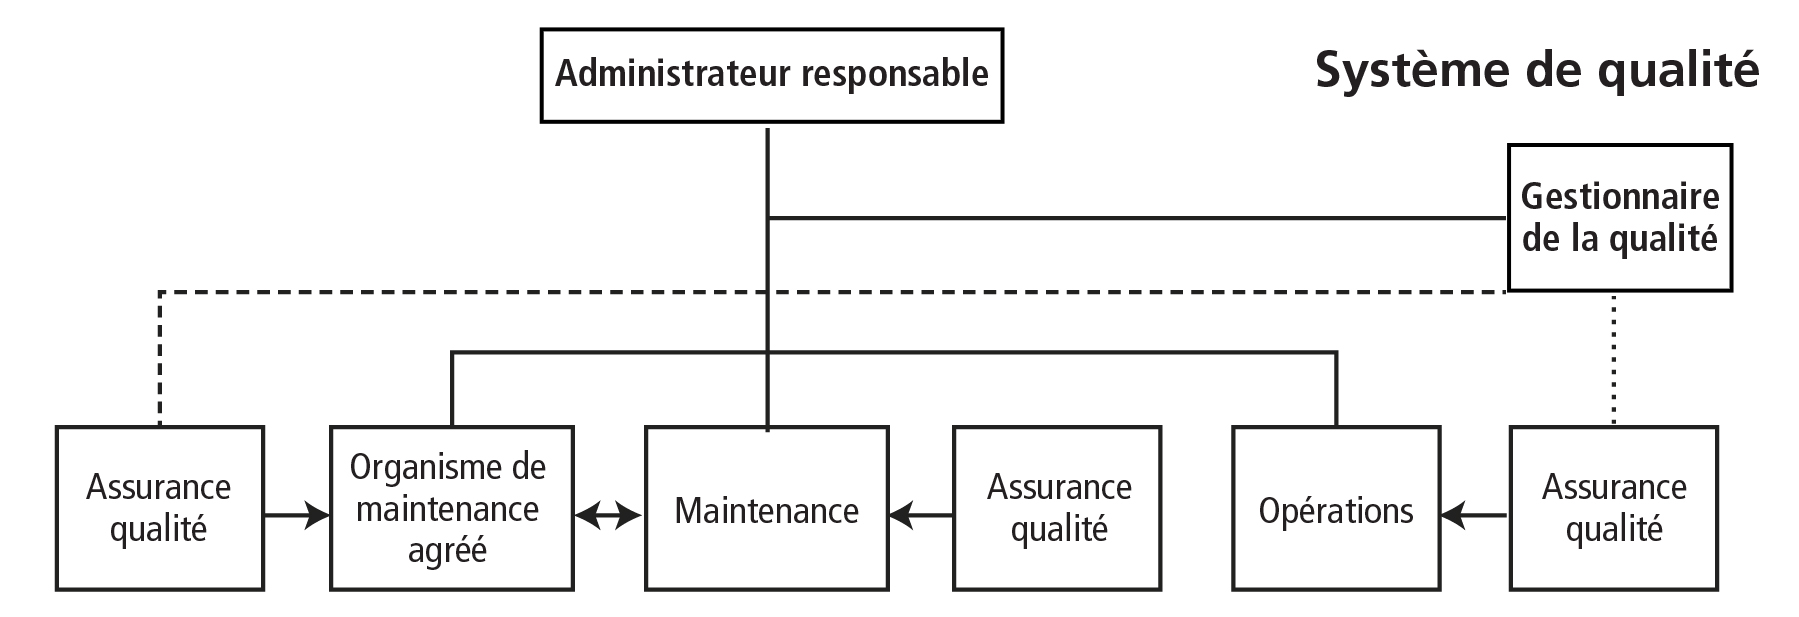 Système de qualité
Administrateur responsable
Gestionnaire
de la qualité
Assurance
qualité
Organisme de
maintenance
agréé
Maintenance
Assurance
qualité
Opérations
Assurance
qualité